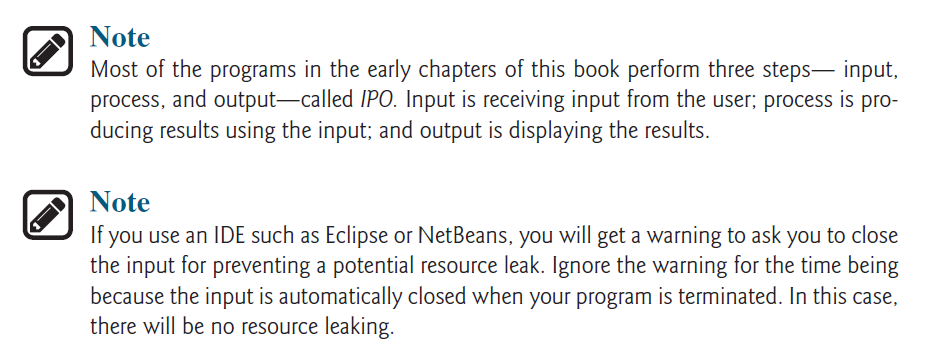 Note
Most of the programs in the early chapters of this book perform three steps— input,
process, and output—called IPO. Input is receiving input from the user; process is pro-
ducing results using the input; and output is displaying the results.
Note
If you use an IDE such as Eclipse or NetBeans, you will get a warning to ask you to close
the input for preventing a potential resource leak. Ignore the warning for the time being
because the input is automatically closed when your program is terminated. In this case,
there will be no resource leaking.